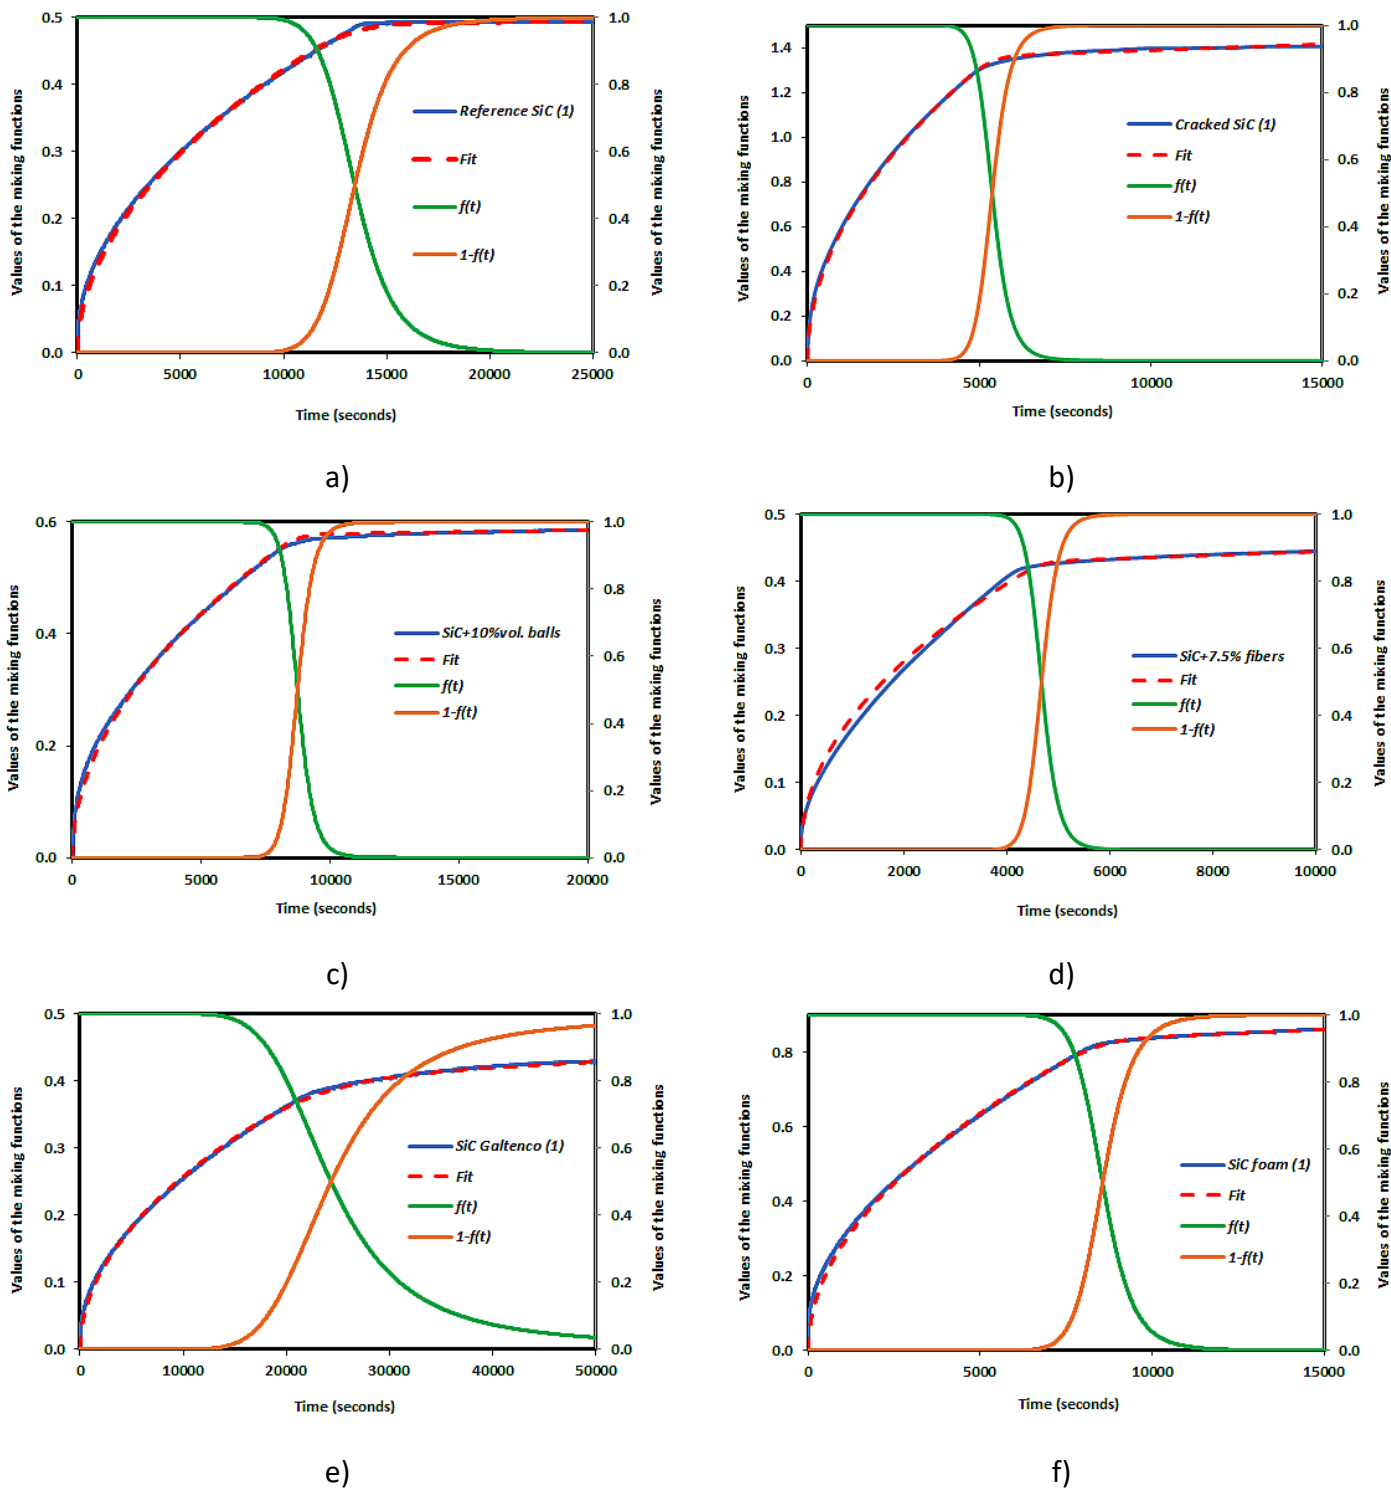 Values of the mixing functions
0.5
0.4
0.3
0.2
0.1
0.0
1.0
0.8
0.6
0.4
0.2
0.0
Values of the mixing functions
Reference SiC (1)
Fit
f(t)
1-f(t)
0 5000 10000 15000 20000 25000
Time (seconds)
a)
Values of the mixing functions
1.4
1.2
1.0
0.8
0.6
0.4
0.2
0.0
1.0
0.8
0.6
0.4
0.2
0.0
Values of the mixing functions
Cracked SiC (1)
Fit
f(t)
1-f(t)
0 5000 10000 15000
Time (seconds)
b)
Values of the mixing functions
0.6
0.4
0.2
0.0
1.0
0.8
0.6
0.4
0.2
0.0
Values of the mixing functions
SiC+10%vol. balls
Fit
f(t)
1-f(t)
0 5000 10000 15000 20000
Time (seconds)
c)
Values of the mixing functions
0.5
0.4
0.3
0.2
0.1
0.0
1.0
0.8
0.6
0.4
0.2
0.0
Values of the mixing functions
SiC+7.5% fibers
Fit
f(t)
1-f(t)
0 2000 4000 6000 8000 10000
Time (seconds)
d)
Values of the mixing functions
0.5
0.4
0.3
0.2
0.1
0.0
1.0
0.8
0.6
0.4
0.2
0.0
Values of the mixing functions
SiC Galtenco (1)
Fit
f(t)
1-f(t)
0 10000 20000 30000 40000 50000
Time (seconds)
e)
Values of the mixing functions
0.8
0.6
0.4
0.2
0.0
1.0
0.8
0.6
0.4
0.2
0.0
Values of the mixing functions
SiC foam (1)
Fit
f(t)
1-f(t)
0 5000 10000 15000
Time (seconds)
f)